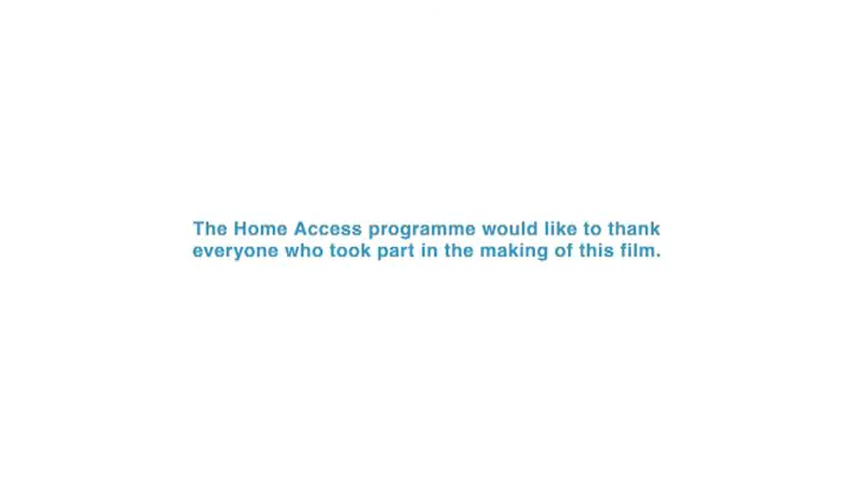 The Home Access programme would like to thank
everyone who took part in the making of this film.